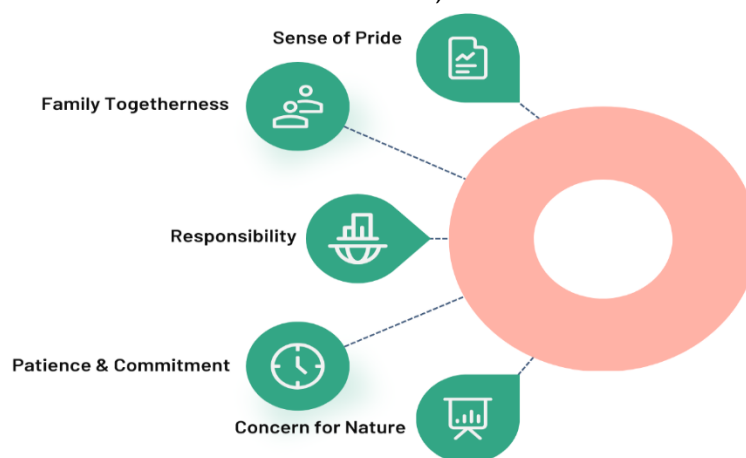 Sense of Pride
Family Togetherness
Responsibility
Patience & Commitment
Concern for Nature